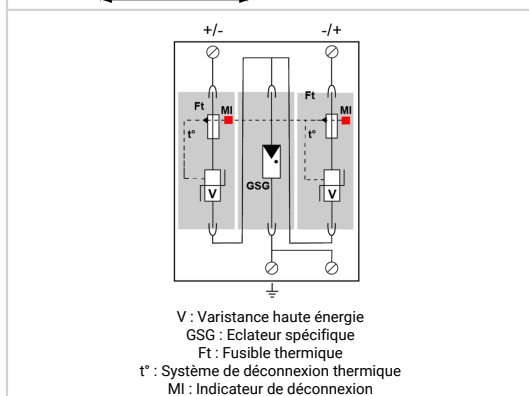 +/- -/+
Ft MI Ft MI
t° t°
GSG
V V
V : Varistance haute énergie
GSG : Eclateur spécifique
Ft : Fusible thermique
t° : Système de déconnexion thermique
MI : Indicateur de déconnexion